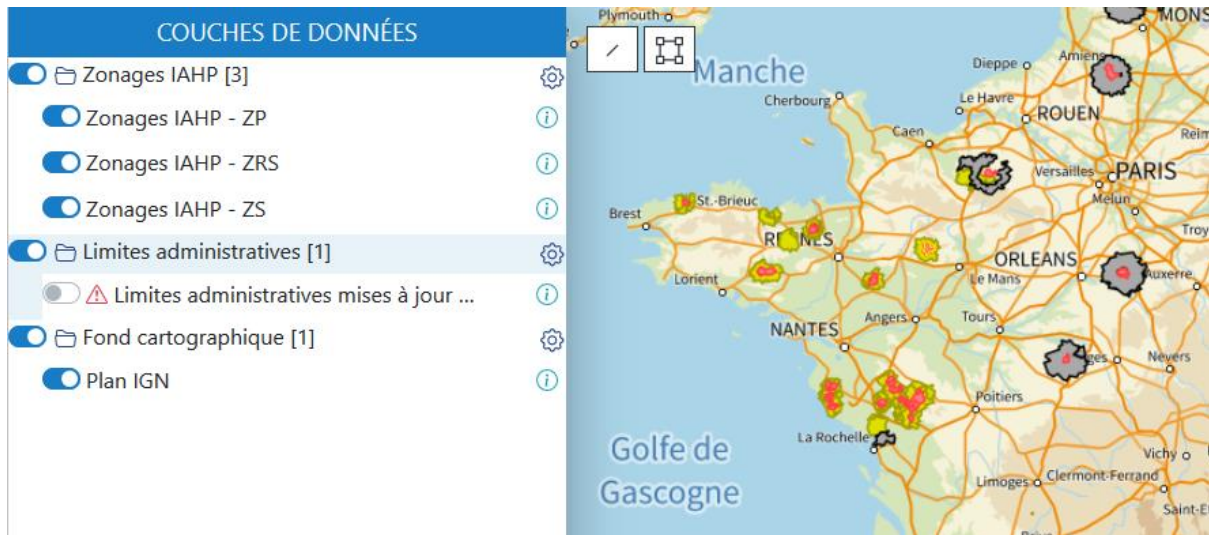 COUCHES DE DONNÉES
Zonages IAHP [3]
Zonages IAHP - ZP
Zonages IAHP - ZRS
Zonages IAHP - ZS
Limites administratives [1]
Limites administratives mises à jour ...
Fond cartographique [1]
Plan IGN
Plymouth
MONS
Manche
Dieppe
Amiens
Cherbourg
Le Havre
ROUEN
Reim
Caen
Versailles
PARIS
Melun
St.-Brieuc
Brest
Troy
ORLEANS
Lorient
Le Mans
Auxerre
Angers
Tours
NANTES
Nevers
Poitiers
La Rochelle
Golfe de
Gascogne
Vichy
Limoges
Clermont-Ferrand
Saint-E